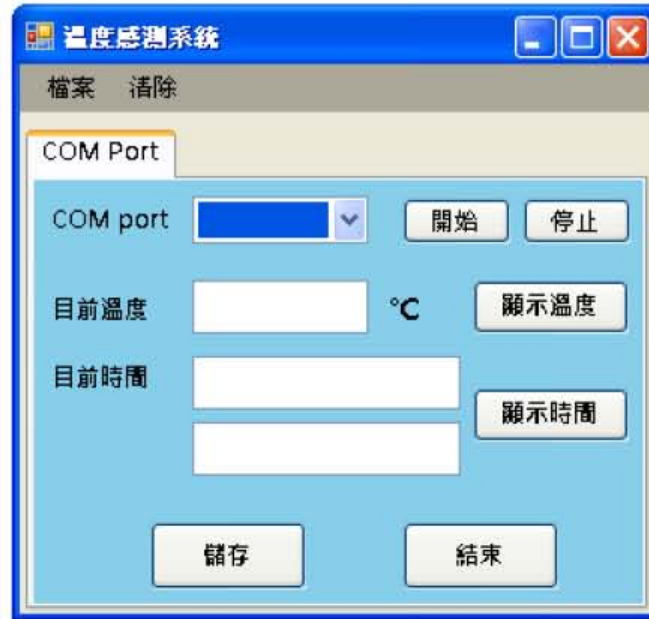 溫度感測系統
檔案 清除
COM Port
COM port 開始 停止
目前溫度 °C 顯示溫度
目前時間
顯示時間
儲存 結束